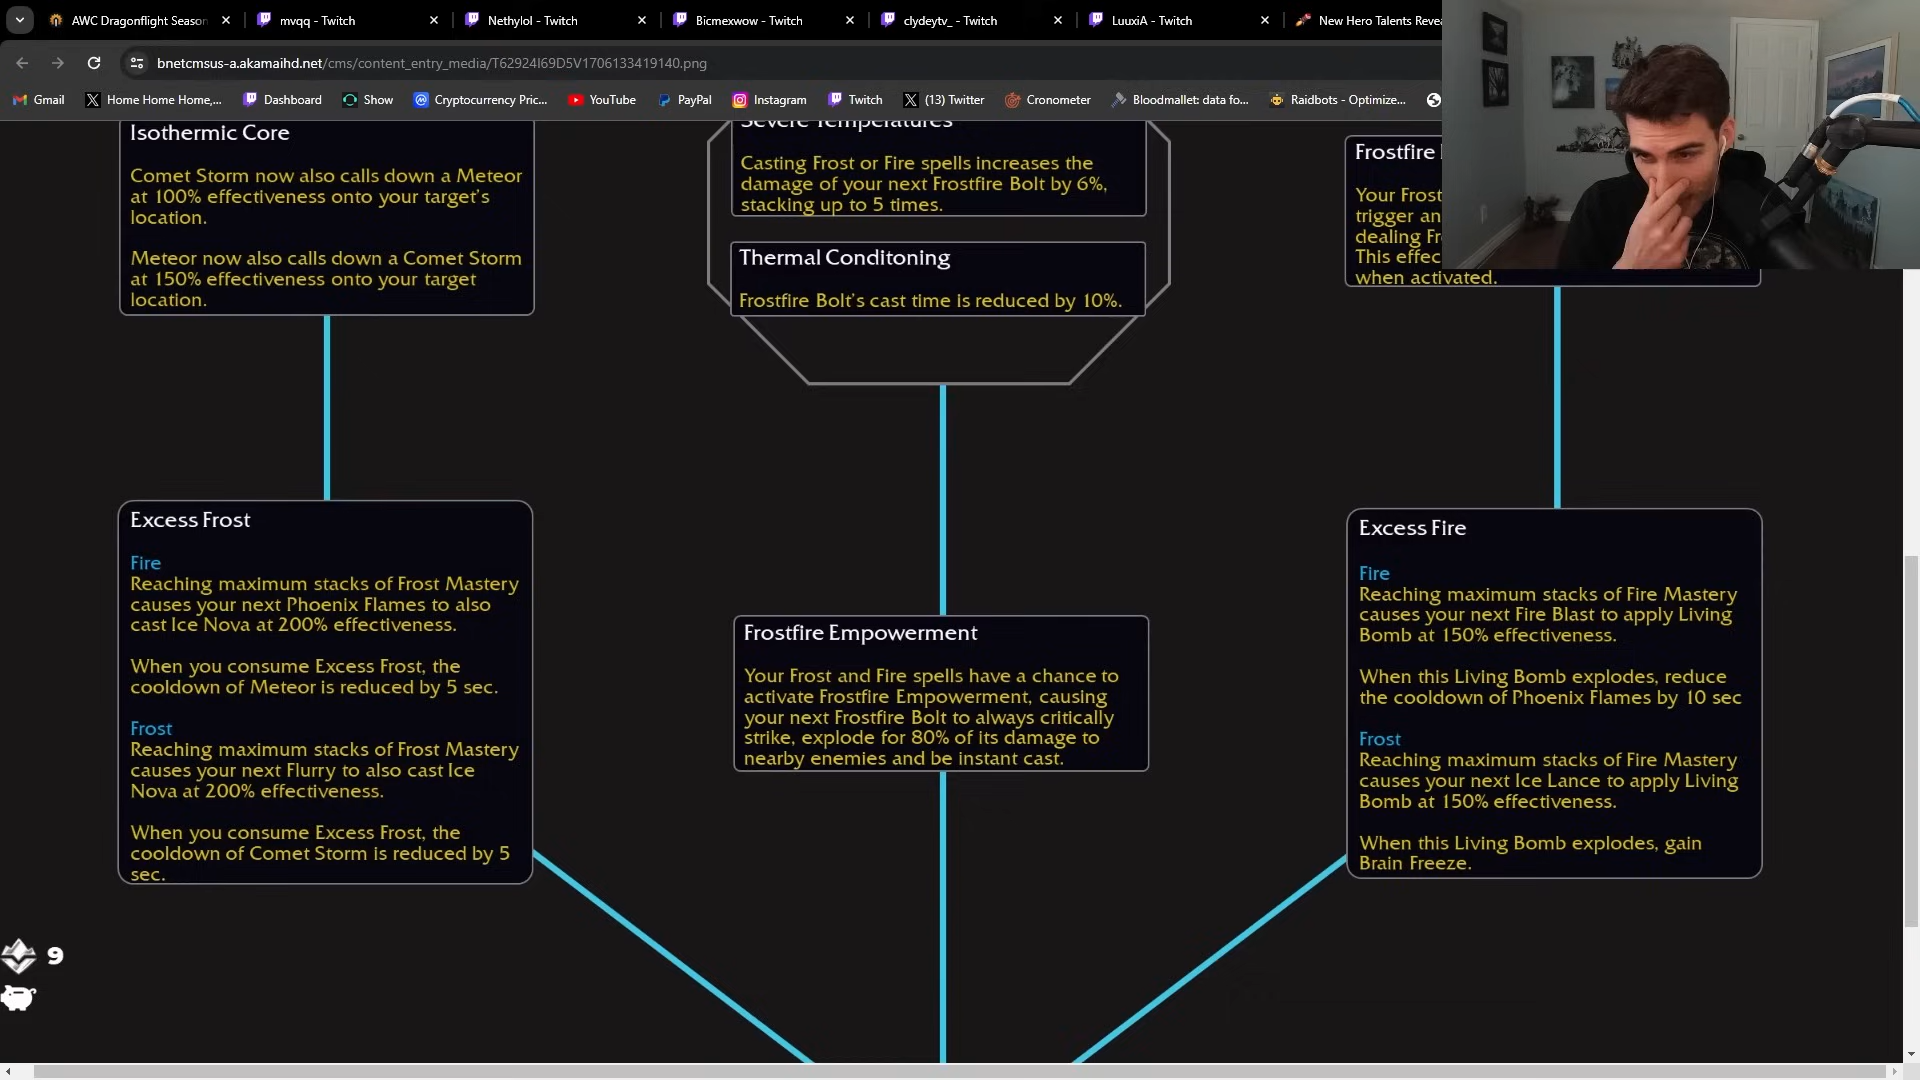 AWC Dragonflight Season
mvqq - Twitch
Nethylol - Twitch
Bicmexwow - Twitch
clydeytv_ - Twitch
LuuxiA - Twitch
New Hero Talents Revea
bnetcmsus-a.akamaihd.net/cms/content_entry_media/T62924I69D5V1706133419140.png
Gmail
Home Home Home,...
Dashboard
Show
Cryptocurrency Pric...
YouTube
PayPal
Instagram
Twitch
(13) Twitter
Cronometer
Bloodmallet: data fo...
Raidbots - Optimize...
Isothermic Core
Comet Storm now also calls down a Meteor
at 100% effectiveness onto your target's
location.
Meteor now also calls down a Comet Storm
at 150% effectiveness onto your target
location.
Severe Temperatures
Casting Frost or Fire spells increases the
damage of your next Frostfire Bolt by 6%,
stacking up to 5 times.
Thermal Conditoning
Frostfire Bolt's cast time is reduced by 10%.
Frostfire
Your Frost
trigger an
dealing Fr
This effec
when activated.
Excess Frost
Fire
Reaching maximum stacks of Frost Mastery
causes your next Phoenix Flames to also
cast Ice Nova at 200% effectiveness.
When you consume Excess Frost, the
cooldown of Meteor is reduced by 5 sec.
Frost
Reaching maximum stacks of Frost Mastery
causes your next Flurry to also cast Ice
Nova at 200% effectiveness.
When you consume Excess Frost, the
cooldown of Comet Storm is reduced by 5
sec.
Frostfire Empowerment
Your Frost and Fire spells have a chance to
activate Frostfire Empowerment, causing
your next Frostfire Bolt to always critically
strike, explode for 80% of its damage to
nearby enemies and be instant cast.
Excess Fire
Fire
Reaching maximum stacks of Fire Mastery
causes your next Fire Blast to apply Living
Bomb at 150% effectiveness.
When this Living Bomb explodes, reduce
the cooldown of Phoenix Flames by 10 sec
Frost
Reaching maximum stacks of Fire Mastery
causes your next Ice Lance to apply Living
Bomb at 150% effectiveness.
When this Living Bomb explodes, gain
Brain Freeze.
9